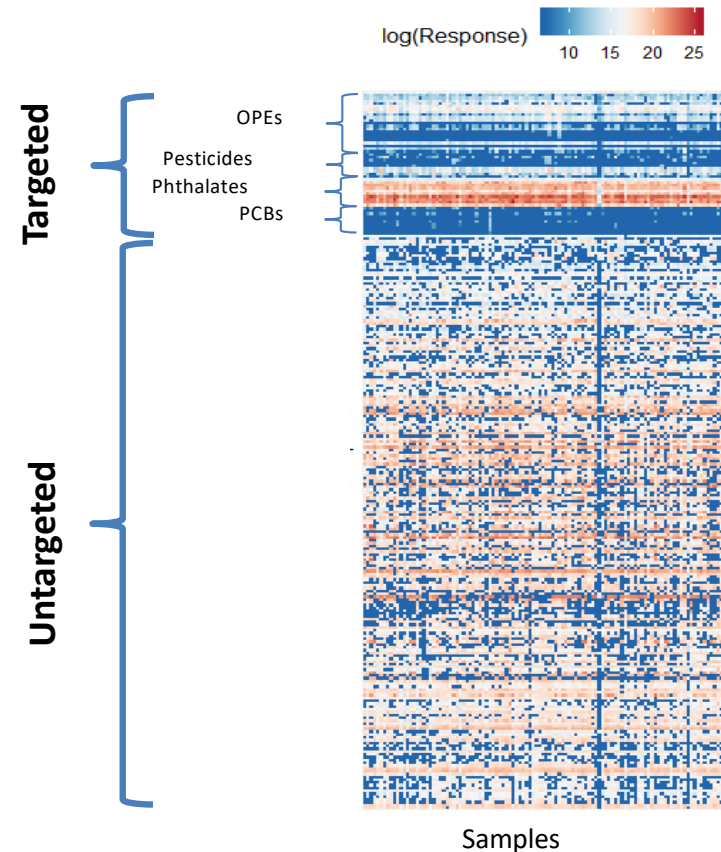 log(Response)
10 15 20 25
Targeted
OPEs
Pesticides
Phthalates
PCBs
Untargeted
Samples